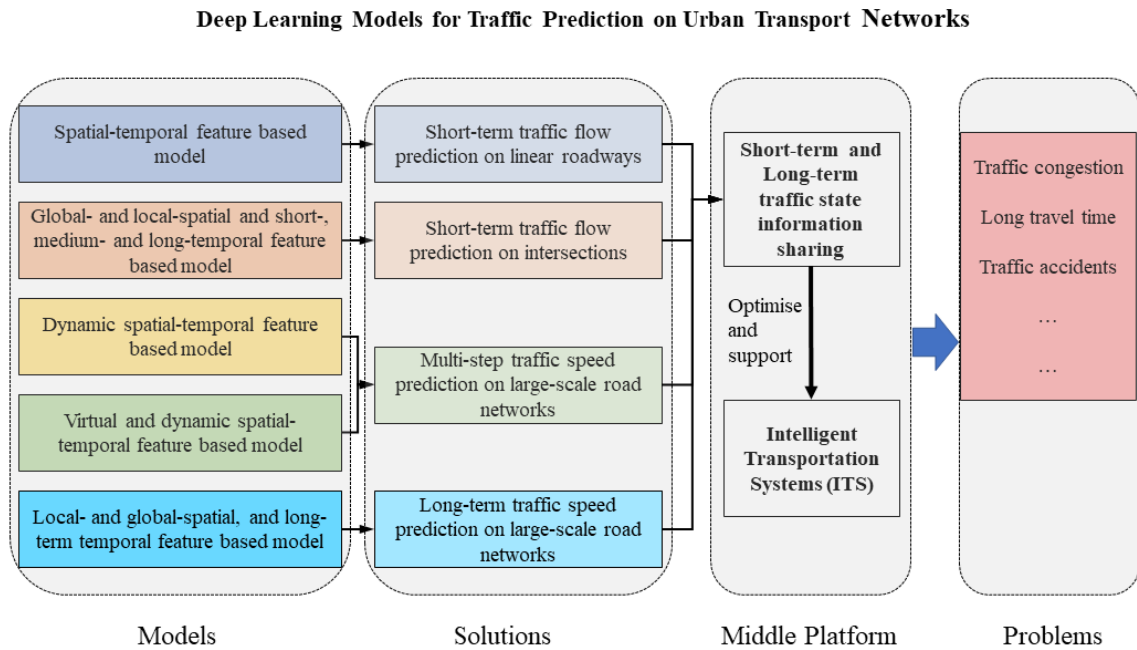 Deep Learning Models for Traffic Prediction on Urban Transport Networks
Spatial-temporal feature based
model
Global- and local-spatial and short-,
medium- and long-temporal feature
based model
Dynamic spatial-temporal feature
based model
Virtual and dynamic spatial-
temporal feature based model
Local- and global-spatial, and long-
term temporal feature based model
Models
Short-term traffic flow
prediction on linear roadways
Short-term traffic flow
prediction on intersections
Multi-step traffic speed
prediction on large-scale road
networks
Long-term traffic speed
prediction on large-scale road
networks
Solutions
Short-term and
Long-term
traffic state
information
sharing
Optimise
and
support
Intelligent
Transportation
Systems (ITS)
Middle Platform
Traffic congestion
Long travel time
Traffic accidents
…
…
Problems